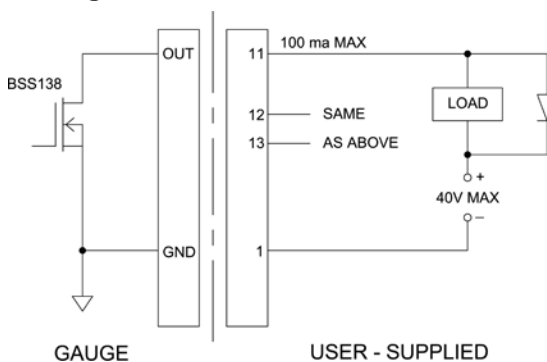 OUT
11
100 ma MAX
BSS138
LOAD
12
SAME
13
AS ABOVE
+
40V MAX
–
GND
1
GAUGE
USER - SUPPLIED